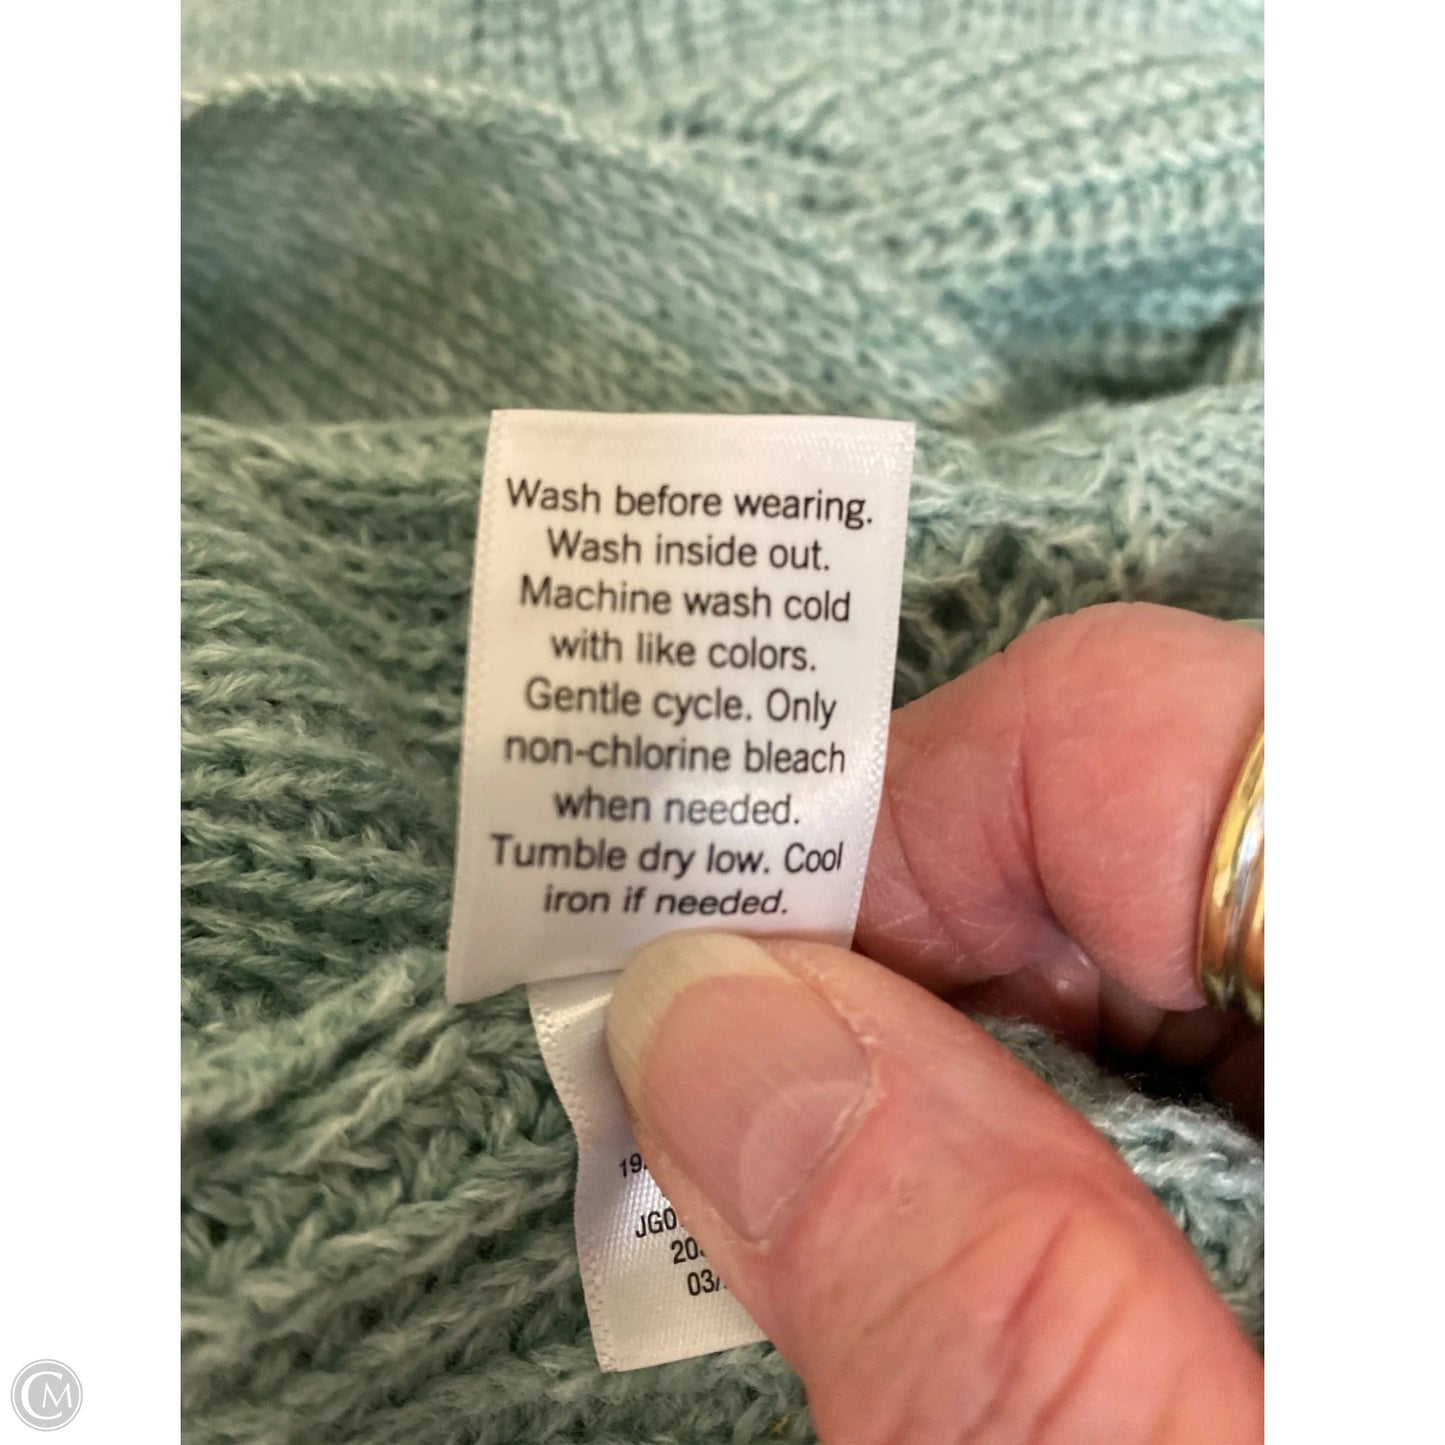 Wash before wearing.
Wash inside out.
Machine wash cold
with like colors.
Gentle cycle. Only
non-chlorine bleach
when needed.
Tumble dry low. Cool
iron if needed.
CM